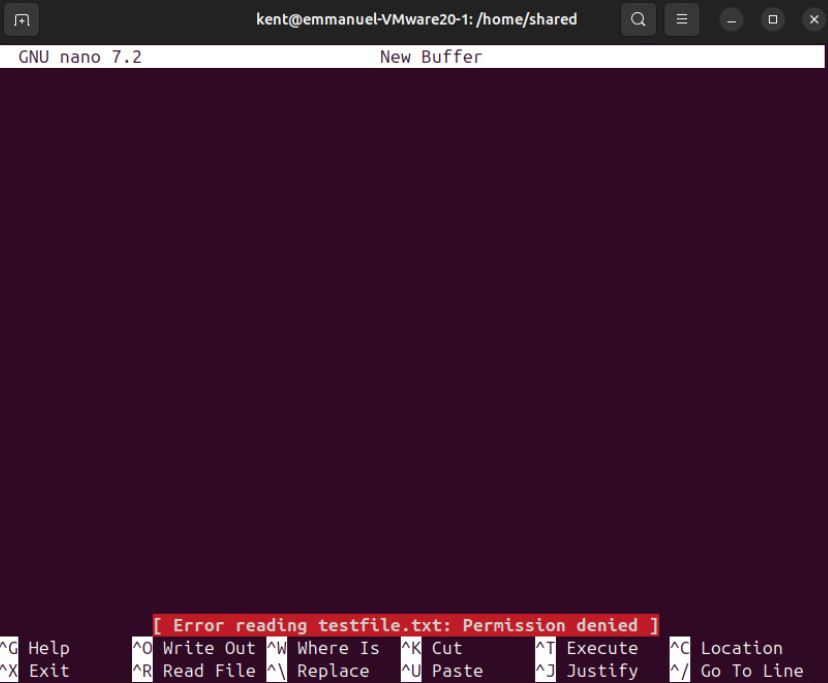 kent@emmanuel-VMware20-1: /home/shared
GNU nano 7.2 New Buffer
[ Error reading testfile.txt: Permission denied ]
^G Help ^O Write Out ^W Where Is ^K Cut ^T Execute ^C Location
^X Exit ^R Read File ^\ Replace ^U Paste ^J Justify ^/ Go To Line